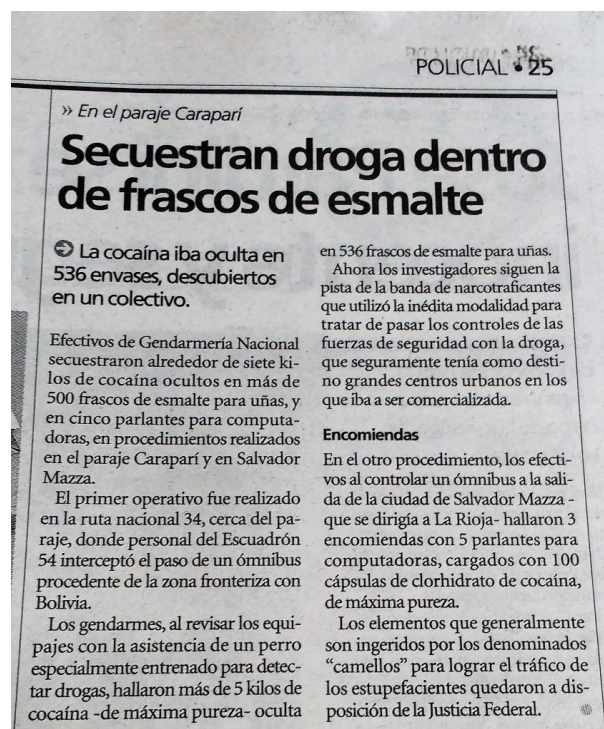 POLICIAL • 25
» En el paraje Caraparí
Secuestran droga dentro
de frascos de esmalte
La cocaína iba oculta en
536 envases, descubiertos
en un colectivo.
Efectivos de Gendarmería Nacional
secuestraron alrededor de siete ki-
los de cocaína ocultos en más de
500 frascos de esmalte para uñas, y
en cinco parlantes para computa-
doras, en procedimientos realizados
en el paraje Caraparí y en Salvador
Mazza.
El primer operativo fue realizado
en la ruta nacional 34, cerca del pa-
raje, donde personal del Escuadrón
54 interceptó el paso de un ómnibus
procedente de la zona fronteriza con
Bolivia.
Los gendarmes, al revisar los equi-
pajes con la asistencia de un perro
especialmente entrenado para detec-
tar drogas, hallaron más de 5 kilos de
cocaína -de máxima pureza- oculta
en 536 frascos de esmalte para uñas.
Ahora los investigadores siguen la
pista de la banda de narcotraficantes
que utilizó la inédita modalidad para
tratar de pasar los controles de las
fuerzas de seguridad con la droga,
que seguramente tenía como desti-
no grandes centros urbanos en los
que iba a ser comercializada.
Encomiendas
En el otro procedimiento, los efecti-
vos al controlar un ómnibus a la sali-
da de la ciudad de Salvador Mazza -
que se dirigía a La Rioja- hallaron 3
encomiendas con 5 parlantes para
computadoras, cargados con 100
cápsulas de clorhidrato de cocaína,
de máxima pureza.
Los elementos que generalmente
son ingeridos por los denominados
"camellos" para lograr el tráfico de
los estupefacientes quedaron a dis-
posición de la Justicia Federal.